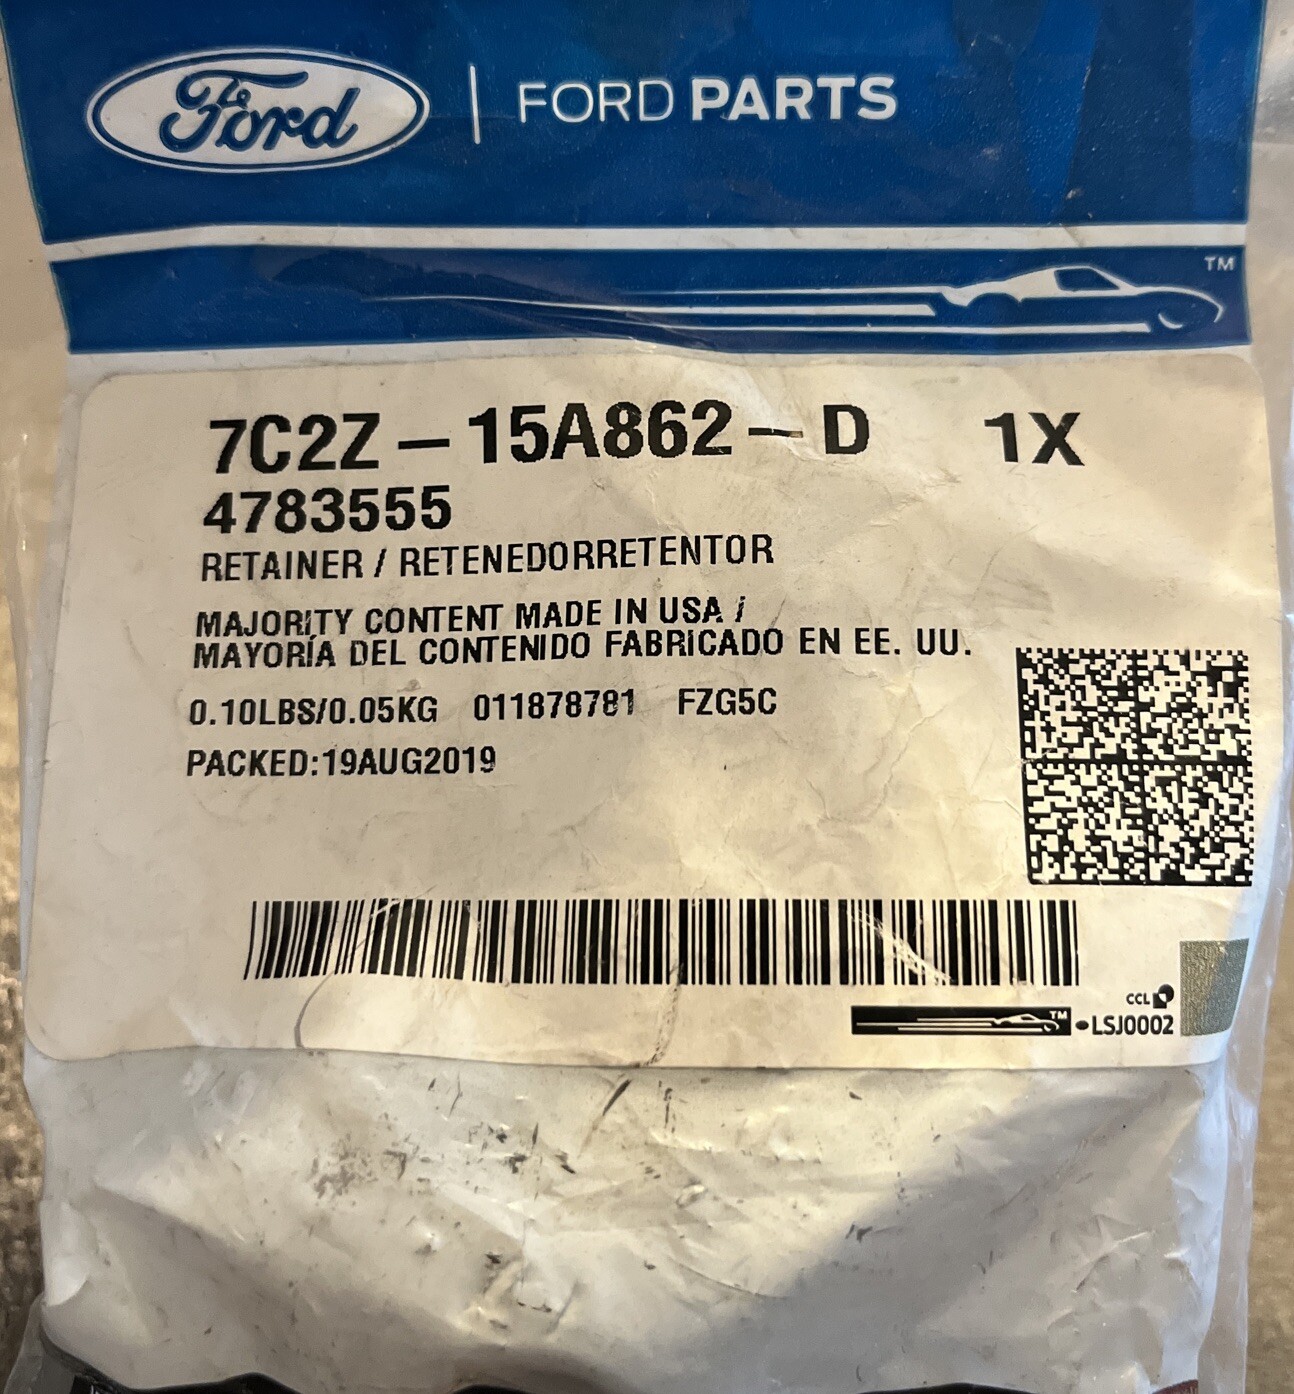 Ford | FORD PARTS
TM
7C2Z-15A862-D 1X
4783555
RETAINER / RETENEDORRETENTOR
MAJORITY CONTENT MADE IN USA /
MAYORÍA DEL CONTENIDO FABRICADO EN EE. UU.
0.10LBS/0.05KG 011878781 FZG5C
PACKED:19AUG2019
CCL
TM
•LSJ0002